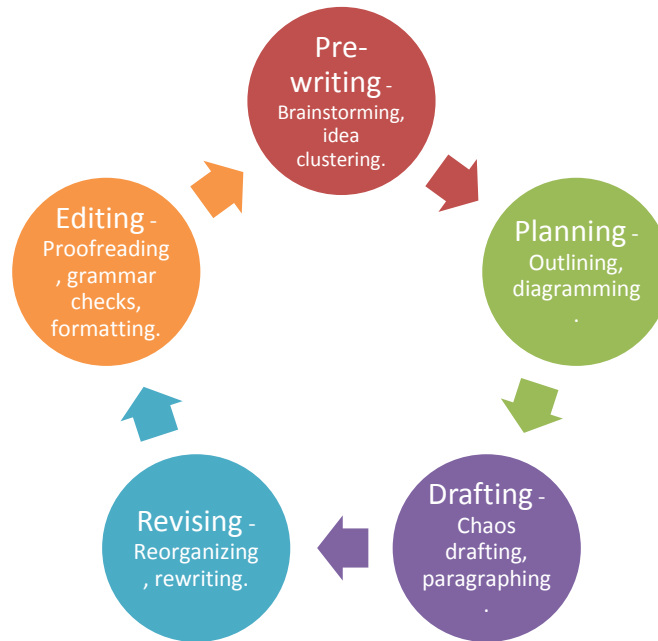 Pre-
writing -
Brainstorming,
idea
clustering.
Planning -
Outlining,
diagramming
.
Drafting -
Chaos
drafting,
paragraphing
.
Revising -
Reorganizing
, rewriting.
Editing -
Proofreading
, grammar
checks,
formatting.